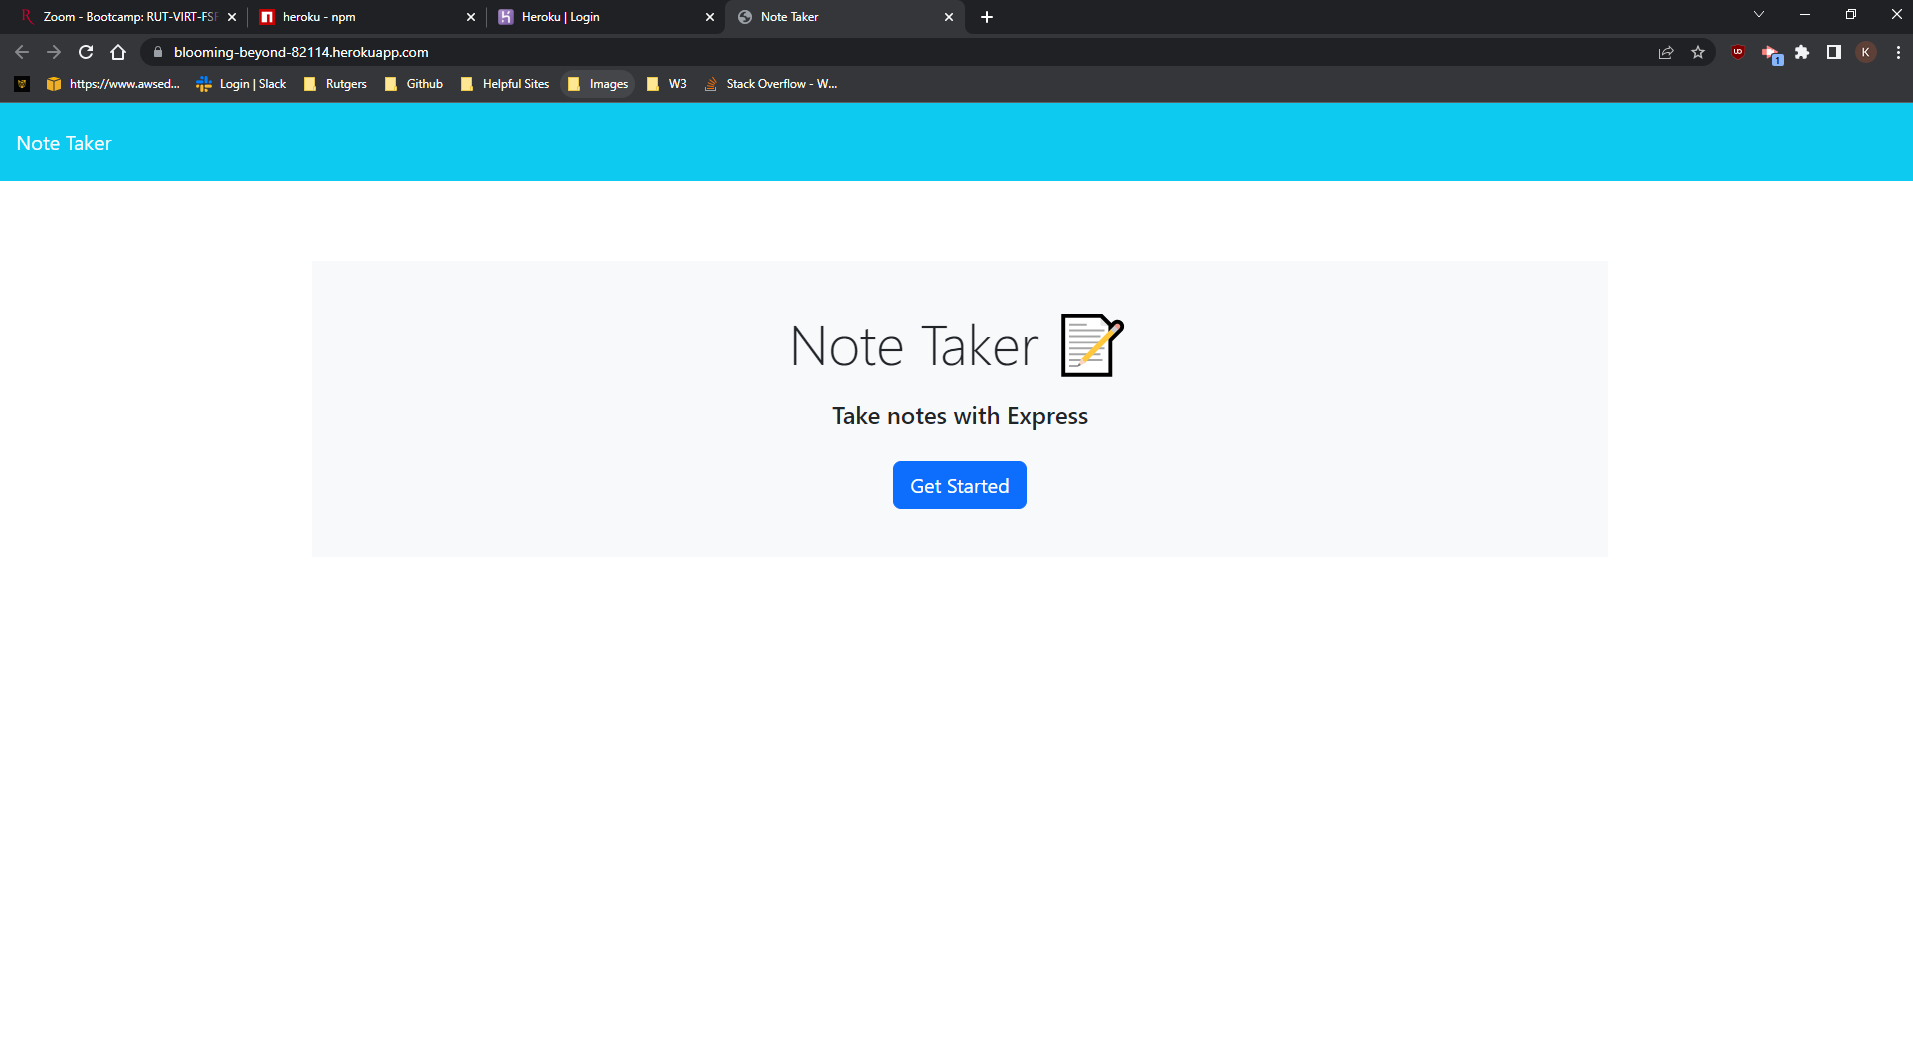 Zoom - Bootcamp: RUT-VIRT-FSF
heroku - npm
Heroku | Login
Note Taker
blooming-beyond-82114.herokuapp.com
1
K
https://www.awsed...
Login | Slack
Rutgers
Github
Helpful Sites
Images
W3
Stack Overflow - W...
Note Taker
Note Taker
Take notes with Express
Get Started